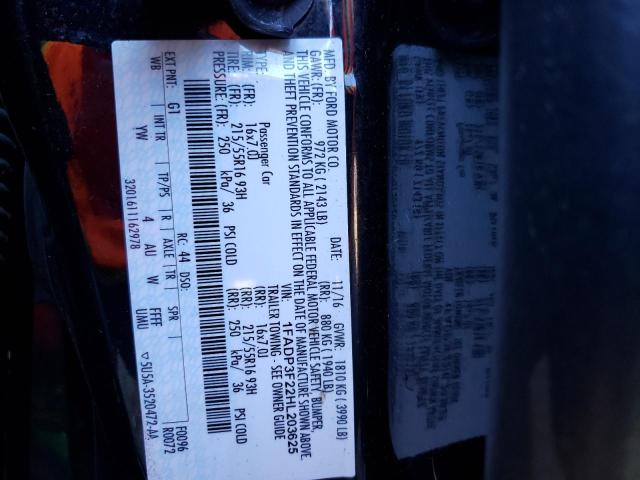 MFD. BY FORD MOTOR CO.
DATE: 11/16 GVWR: 1810 KG ( 3990 LB)
GAWR: (FR): 972 KG ( 2143 LB) (RR): 880 KG ( 1940 LB)
THIS VEHICLE CONFORMS TO ALL APPLICABLE FEDERAL MOTOR VEHICLE SAFETY, BUMPER
AND THEFT PREVENTION STANDARDS IN EFFECT ON THE DATE OF MANUFACTURE SHOWN ABOVE.
VIN: 1FADP3F22HL203625
TYPE: Passenger Car TRAILER TOWING - SEE OWNER GUIDE
RIM: (FR): 16x7.0J (RR): 16x7.0J
TIRE: (FR): 215/55R16 93H (RR): 215/55R16 93H
PRESSURE: (FR): 250 kPa/ 36 PSI COLD (RR): 250 kPa/ 36 PSI COLD
EXT PNT: G1 RC: 44 DSO: F0096
WB INT TR TP/PS R AXLE TR SPR R0072
YW 4 AU W FFFF
3201611162978 UMU ▽5U5A-3520472-AA